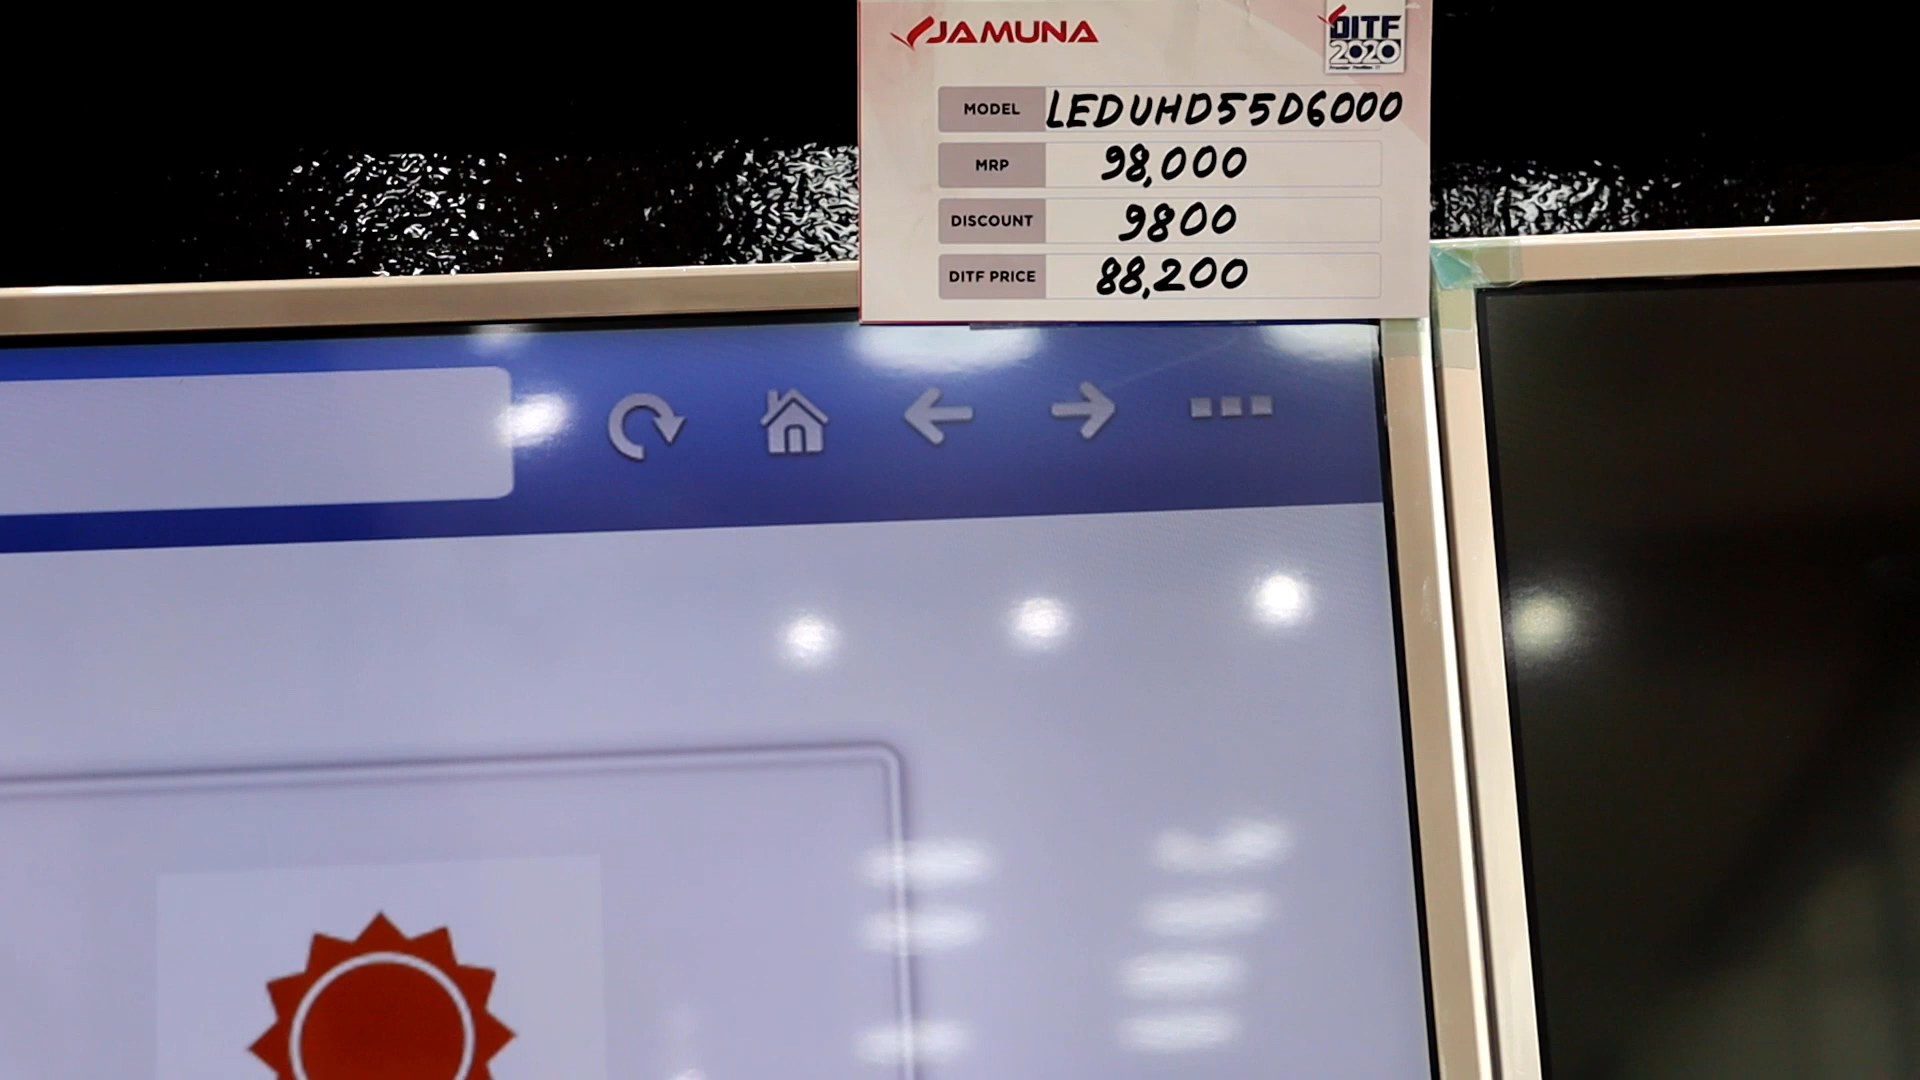 JAMUNA
DITF
2020
MODEL LEDUHD55D6000
MRP 98,000
DISCOUNT 9800
DITF PRICE 88,200